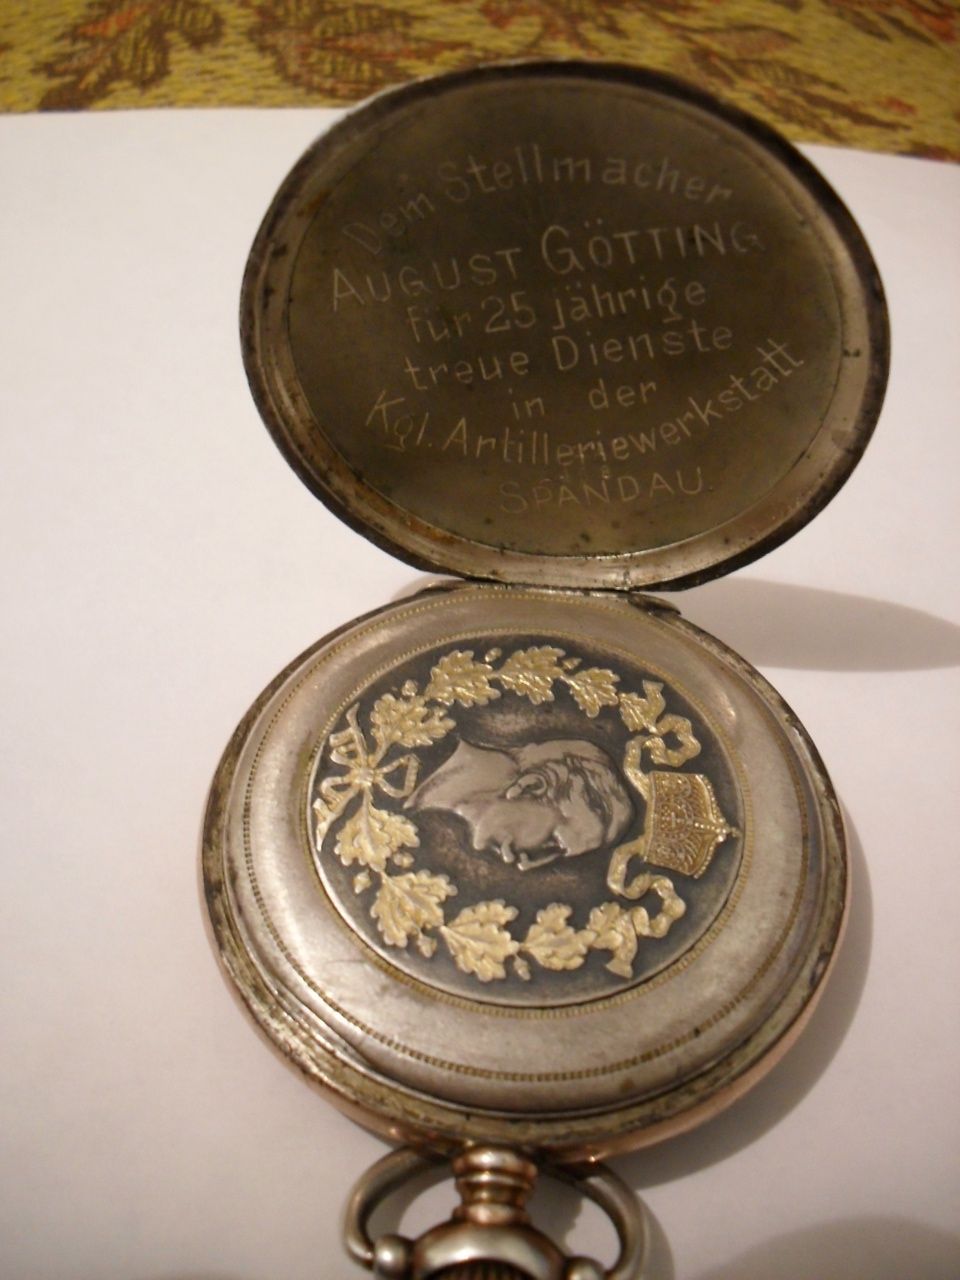 Dem Stellmacher
AUGUST GÖTTING
für 25 jährige
treue Dienste
in der
Kgl. Artilleriewerkstatt
SPANDAU.